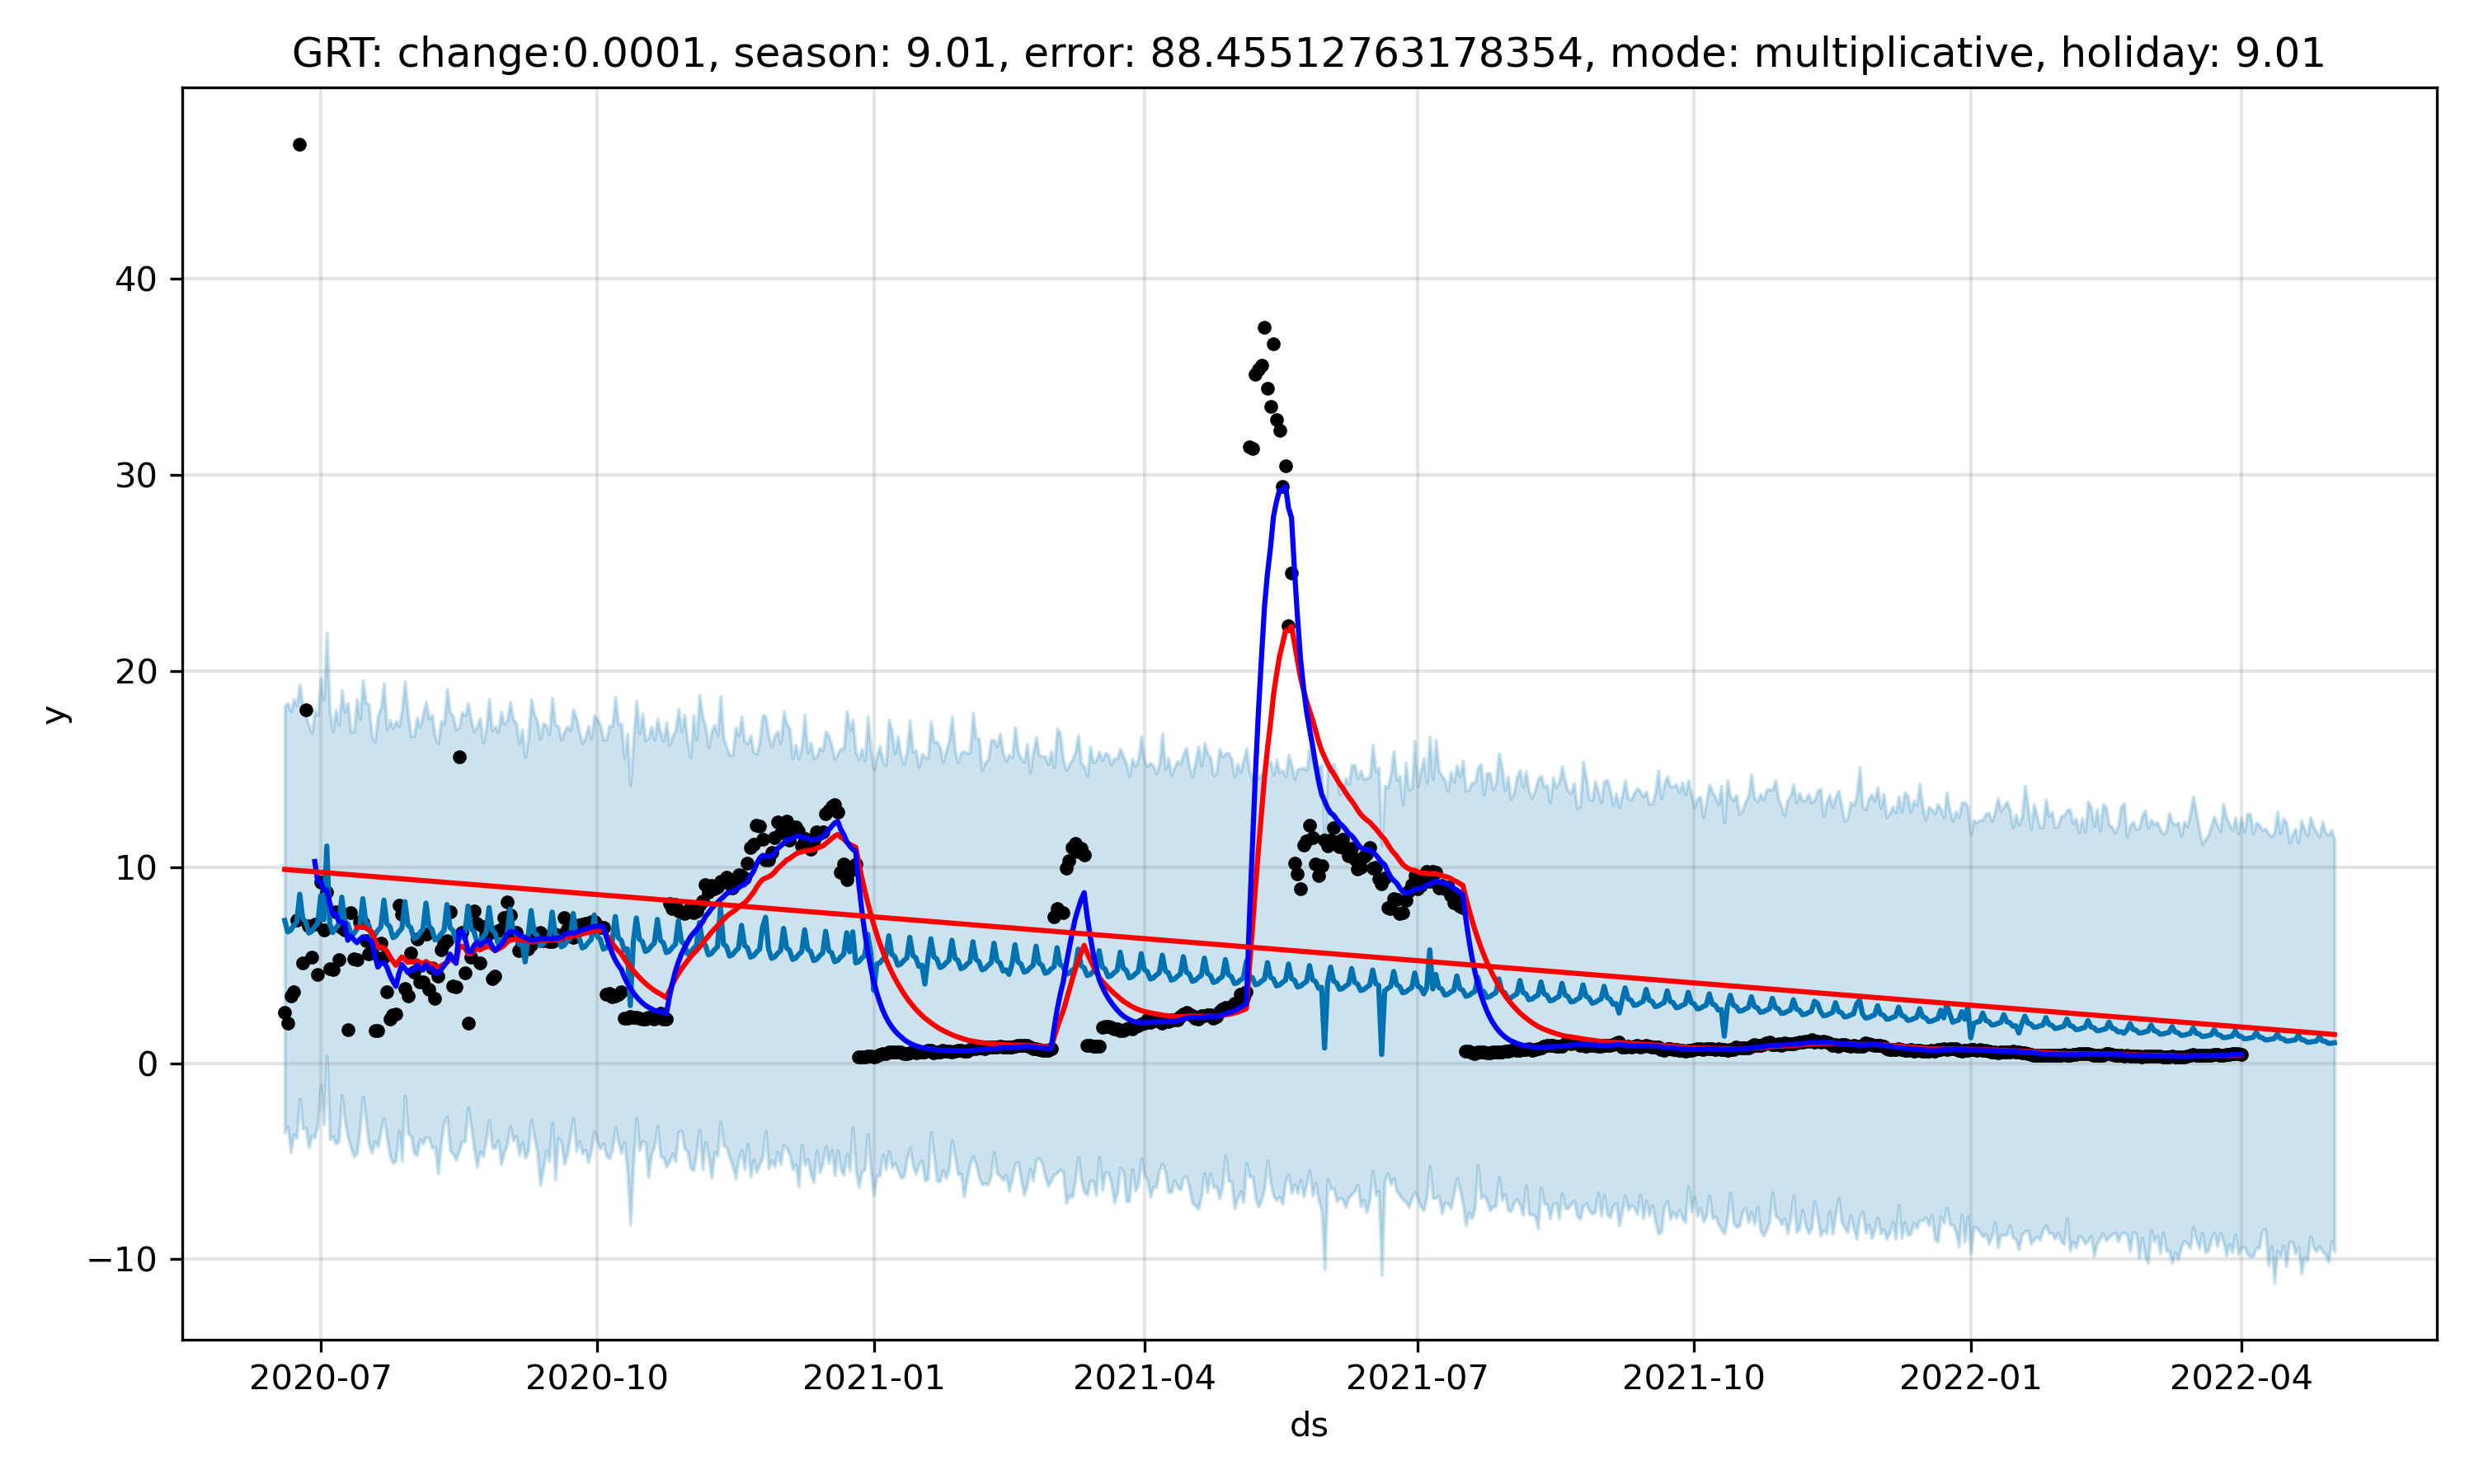 GRT: change:0.0001, season: 9.01, error: 88.45512763178354, mode: multiplicative, holiday: 9.01
40
30
20
10
0
−10
y
2020-07 2020-10 2021-01 2021-04 2021-07 2021-10 2022-01 2022-04
ds